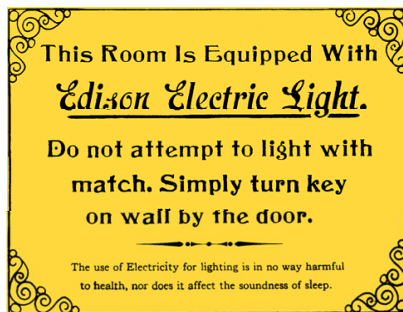 This Room Is Equipped With
Edison Electric Light.
Do not attempt to light with
match. Simply turn key
on wall by the door.
The use of Electricity for lighting is in no way harmful
to health, nor does it affect the soundness of sleep.